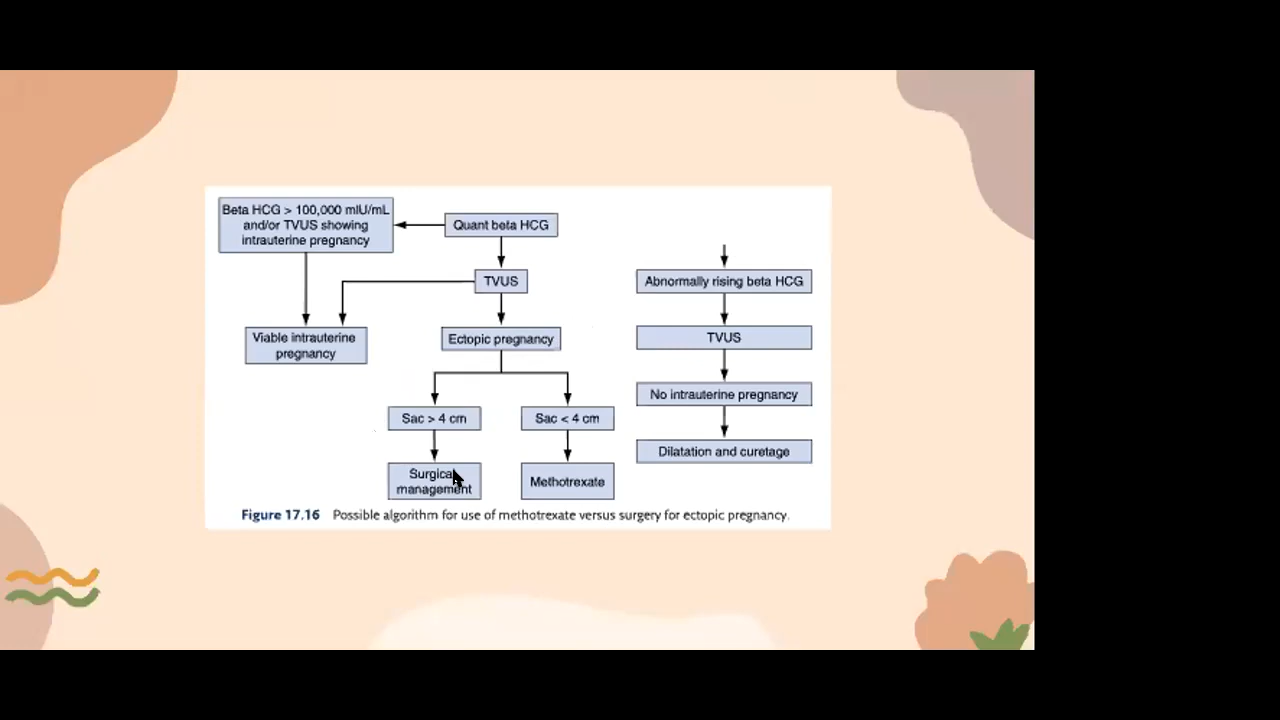 Beta HCG > 100,000 mIU/mL
and/or TVUS showing
intrauterine pregnancy
Quant beta HCG
TVUS
Abnormally rising beta HCG
Viable intrauterine
pregnancy
Ectopic pregnancy
TVUS
No intrauterine pregnancy
Sac > 4 cm
Sac < 4 cm
Dilatation and curetage
Surgical
management
Methotrexate
Figure 17.16 Possible algorithm for use of methotrexate versus surgery for ectopic pregnancy.